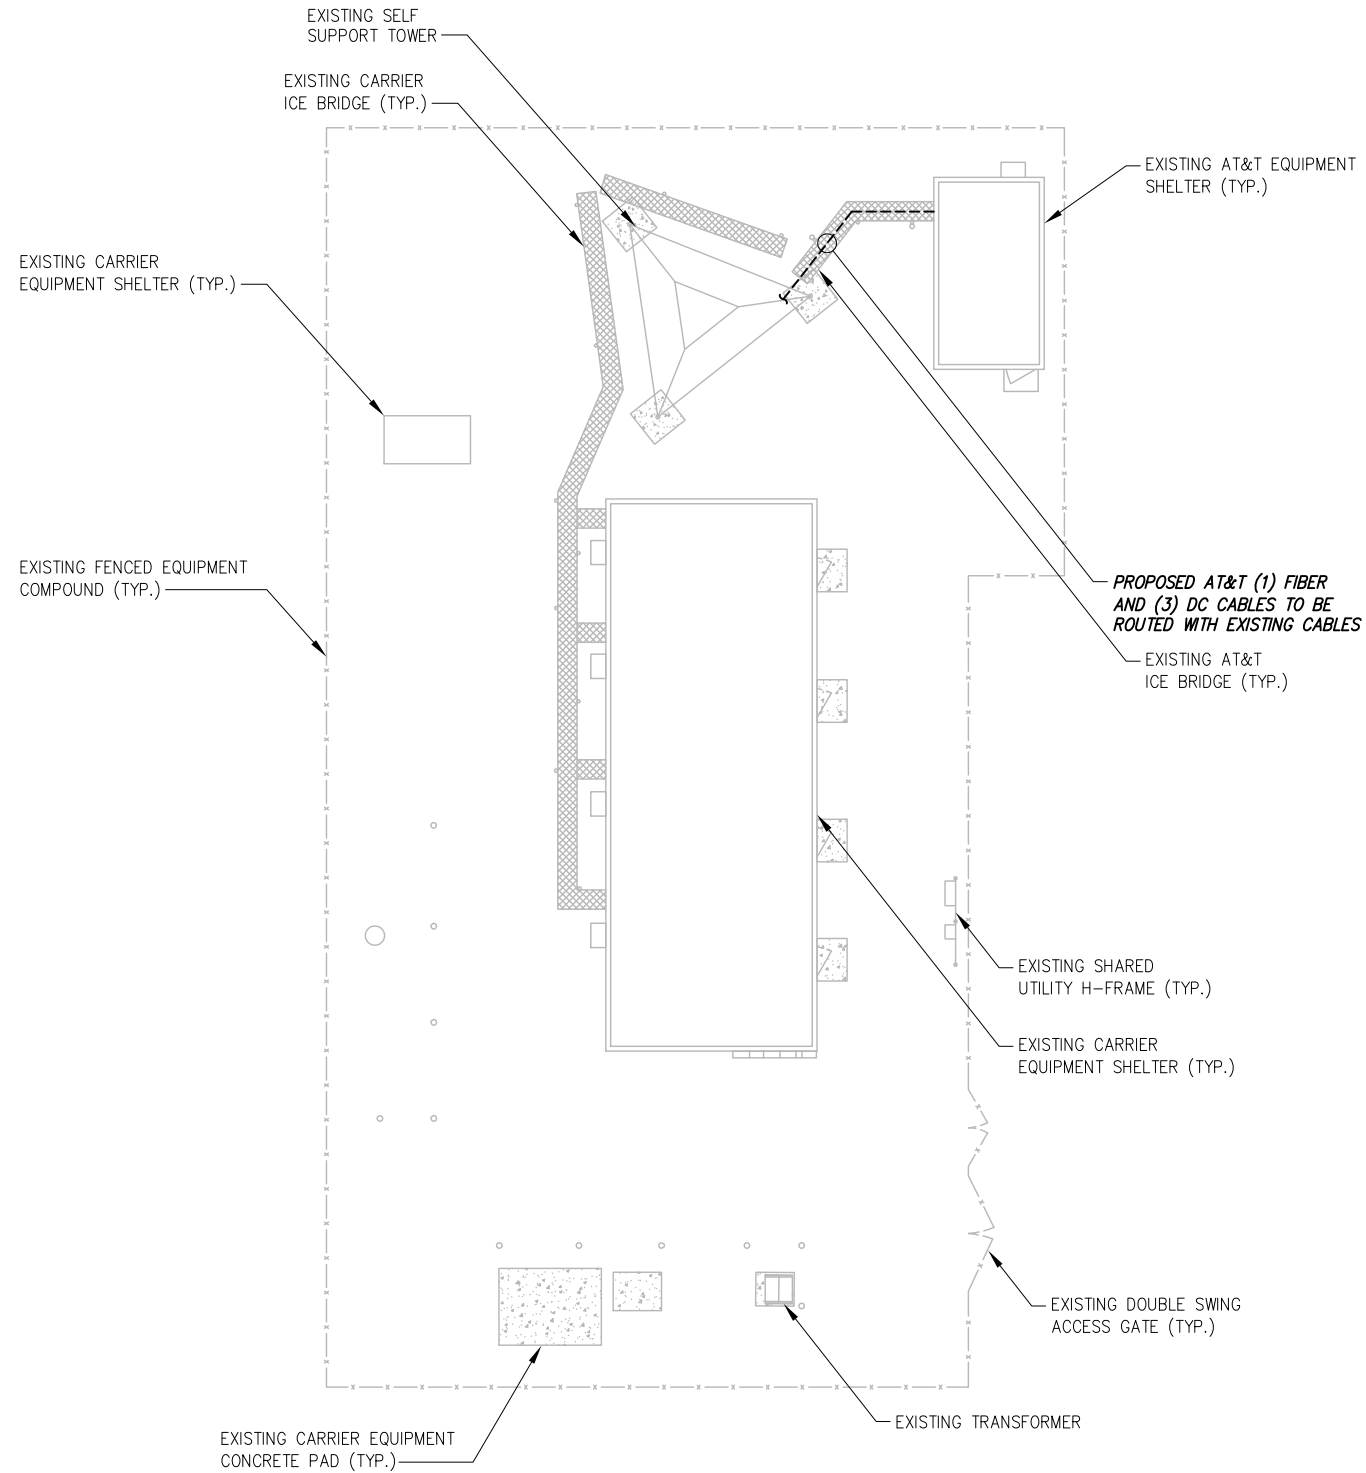 EXISTING SELF
SUPPORT TOWER
EXISTING CARRIER
ICE BRIDGE (TYP.)
EXISTING AT&T EQUIPMENT
SHELTER (TYP.)
EXISTING CARRIER
EQUIPMENT SHELTER (TYP.)
EXISTING FENCED EQUIPMENT
COMPOUND (TYP.)
PROPOSED AT&T (1) FIBER
AND (3) DC CABLES TO BE
ROUTED WITH EXISTING CABLES
EXISTING AT&T
ICE BRIDGE (TYP.)
EXISTING SHARED
UTILITY H-FRAME (TYP.)
EXISTING CARRIER
EQUIPMENT SHELTER (TYP.)
EXISTING DOUBLE SWING
ACCESS GATE (TYP.)
EXISTING TRANSFORMER
EXISTING CARRIER EQUIPMENT
CONCRETE PAD (TYP.)